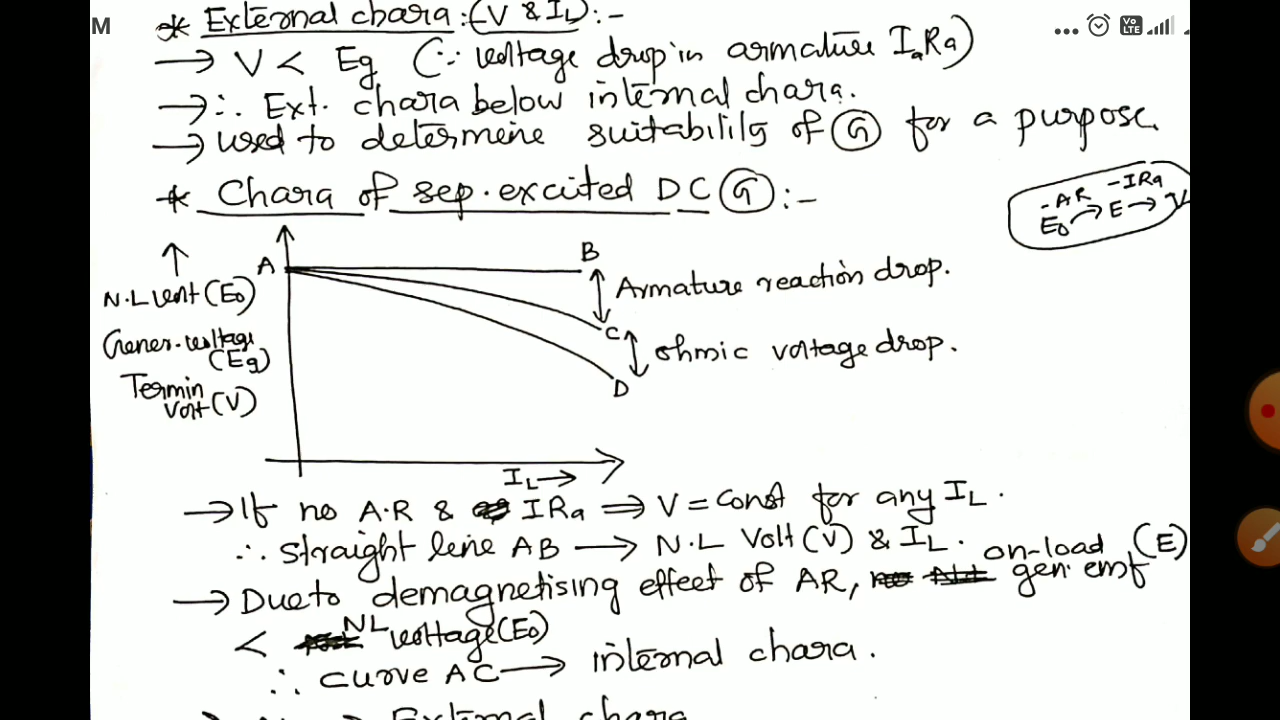 M
* External chara:(V & IL):-
→ V < Eg (∵ voltage drop in armature IaRa)
→ ∴ Ext. chara below internal chara.
→ used to determine suitability of G for a purpose.
* Chara of sep.excited DC G :-
-AR -IRa
E0 → E → V
A
B
N.L Volt (E0)
Armature reaction drop.
Gener.voltage
(Eg)
C
ohmic voltage drop.
Termin
Volt (V)
D
IL →
→ If no A.R & IRa ⇒ V = Const for any IL.
∴ straight line AB → N.L Volt (V) & IL.
on-load (E)
→ Due to demagnetising effect of AR, gen. emf
< NL voltage (E0)
∴ curve AC → internal chara.
External chara